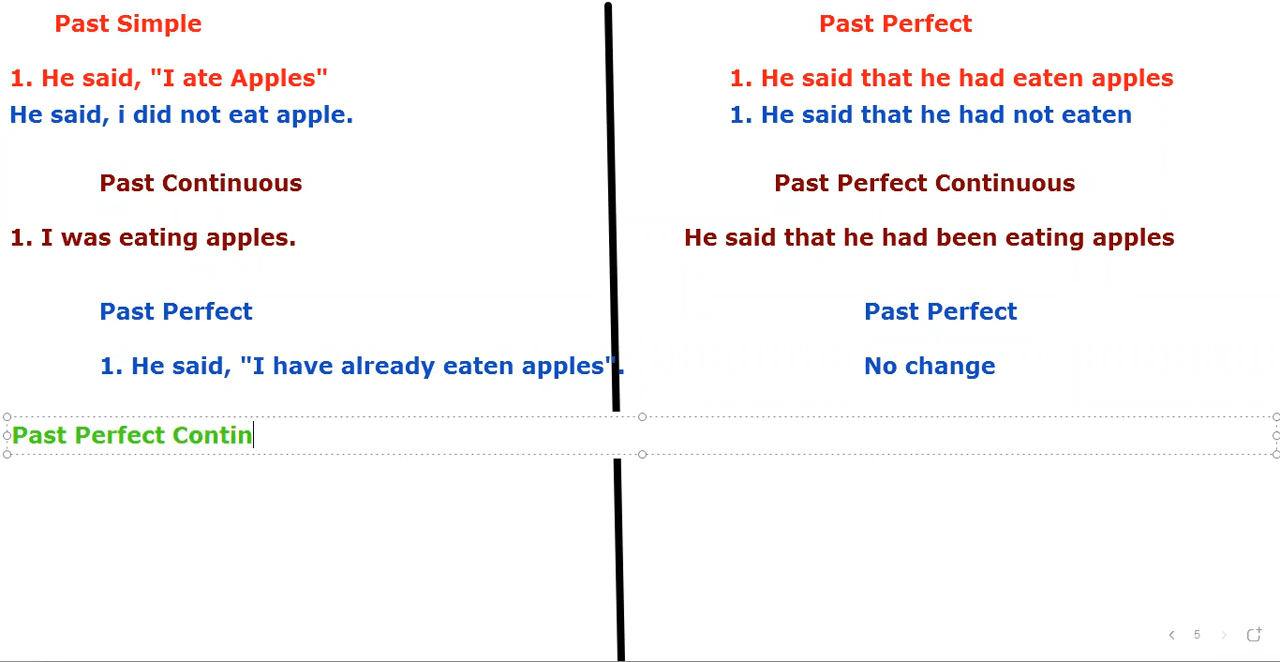 Past Simple
1. He said, "I ate Apples"
He said, i did not eat apple.
Past Continuous
1. I was eating apples.
Past Perfect
1. He said, "I have already eaten apples".
Past Perfect Contin
Past Perfect
1. He said that he had eaten apples
1. He said that he had not eaten
Past Perfect Continuous
He said that he had been eating apples
Past Perfect
No change
5